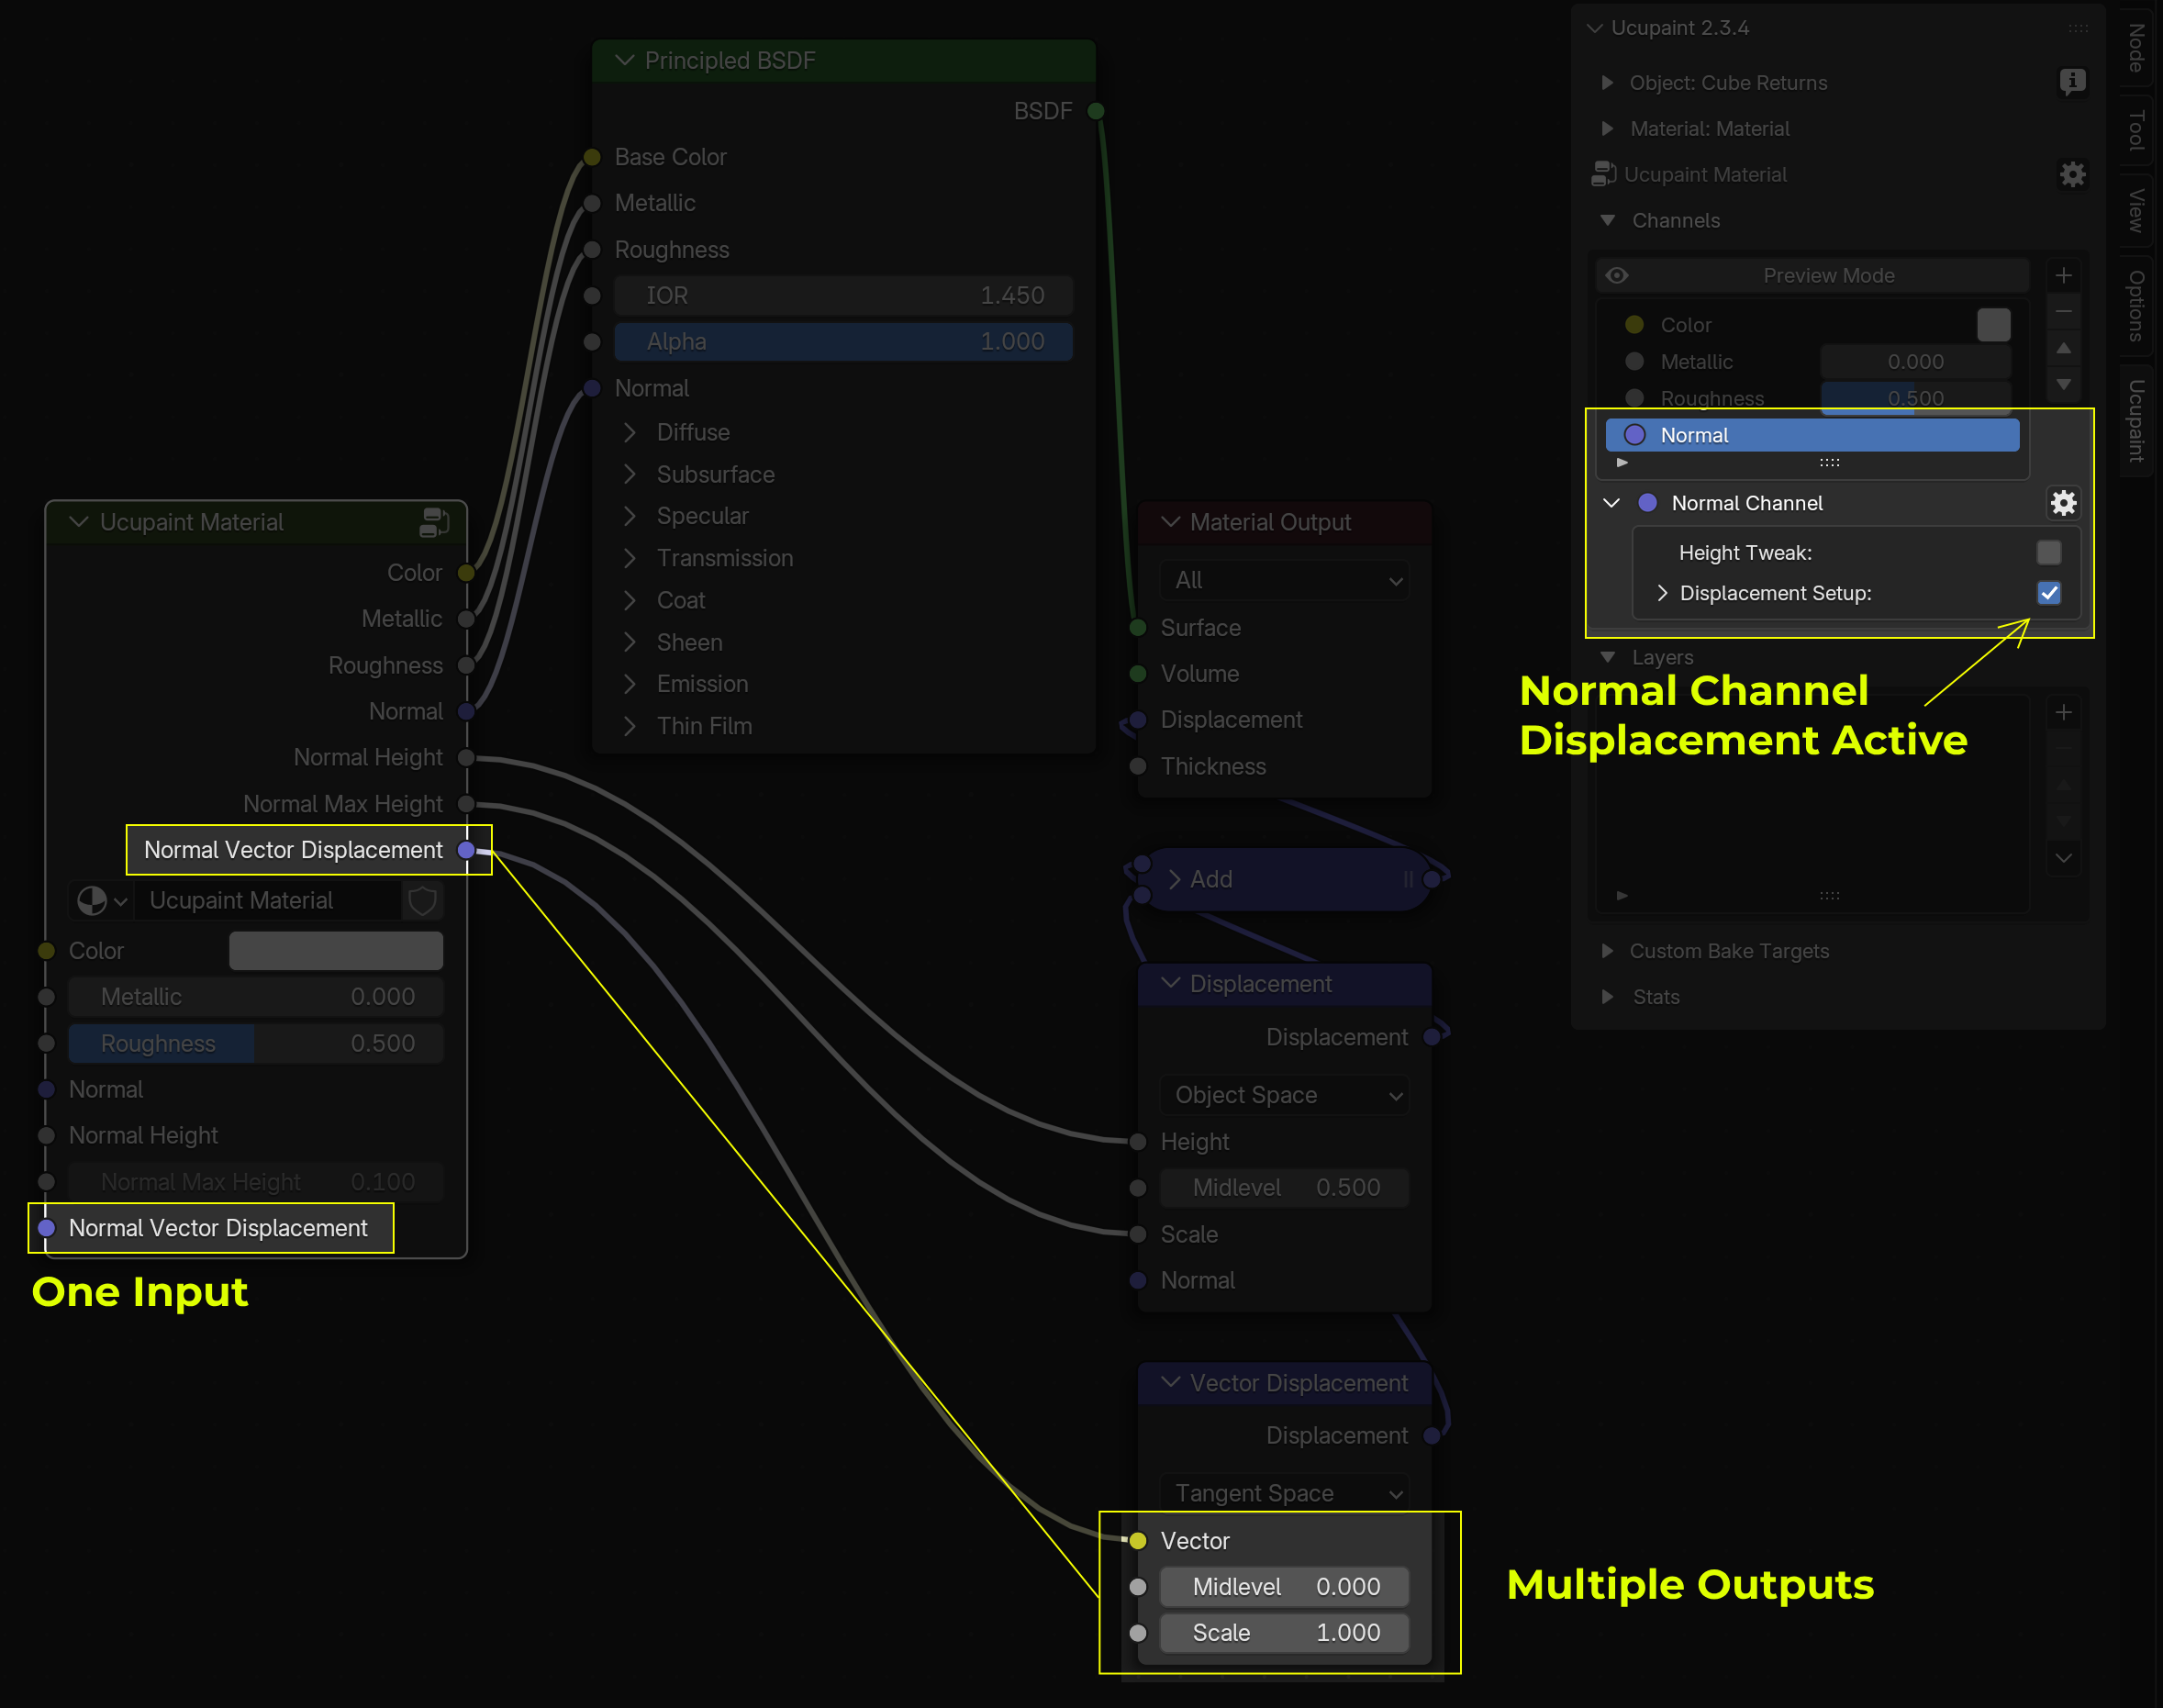 Principled BSDF
BSDF
Base Color
Metallic
Roughness
IOR 1.450
Alpha 1.000
Normal
Diffuse
Subsurface
Specular
Transmission
Coat
Sheen
Emission
Thin Film
Ucupaint Material
Color
Metallic
Roughness
Normal
Normal Height
Normal Max Height
Normal Vector Displacement
Ucupaint Material
Color
Metallic 0.000
Roughness 0.500
Normal
Normal Height
Normal Max Height 0.100
Normal Vector Displacement
One Input
Material Output
All
Surface
Volume
Displacement
Thickness
Add
Displacement
Displacement
Object Space
Height
Midlevel 0.500
Scale
Normal
Vector Displacement
Displacement
Tangent Space
Vector
Midlevel 0.000
Scale 1.000
Multiple Outputs
Ucupaint 2.3.4
Object: Cube Returns
Material: Material
Ucupaint Material
Channels
Preview Mode
Color
Metallic 0.000
Roughness 0.500
Normal
Normal Channel
Height Tweak:
Displacement Setup:
Layers
Normal Channel
Displacement Active
Custom Bake Targets
Stats
Node
Tool
View
Options
Ucupaint